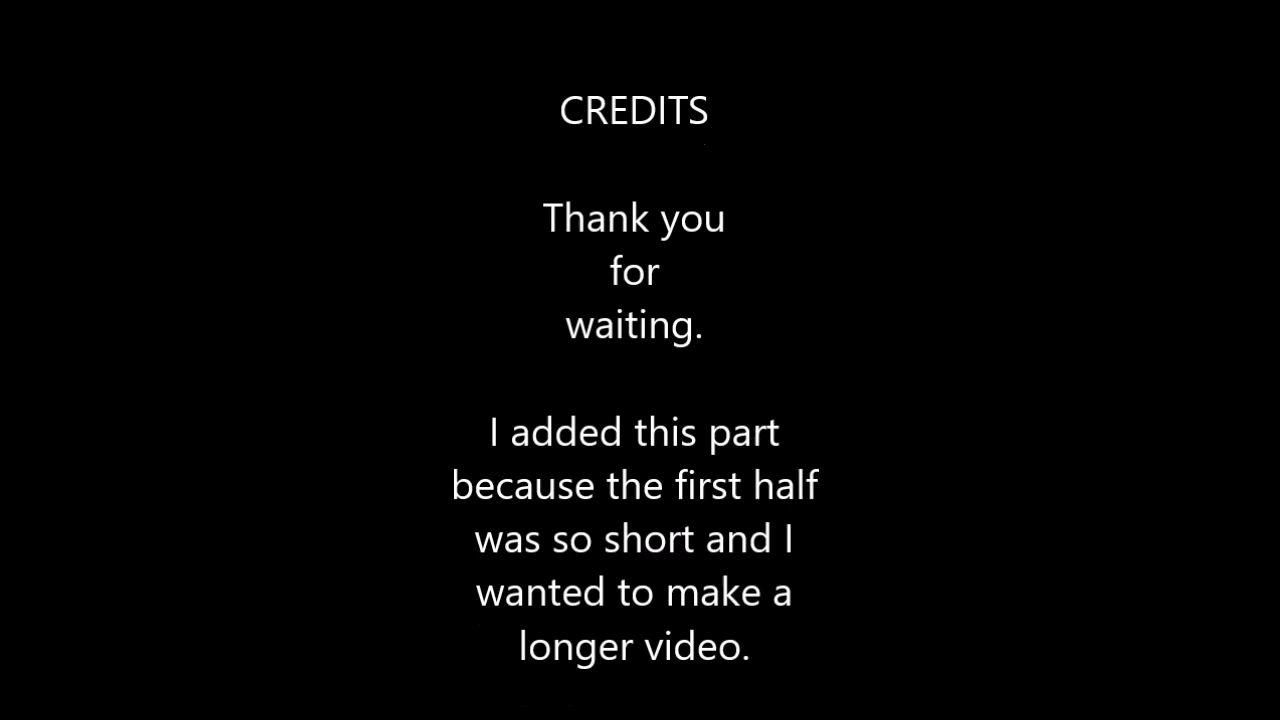 CREDITS
Thank you
for
waiting.
I added this part
because the first half
was so short and I
wanted to make a
longer video.